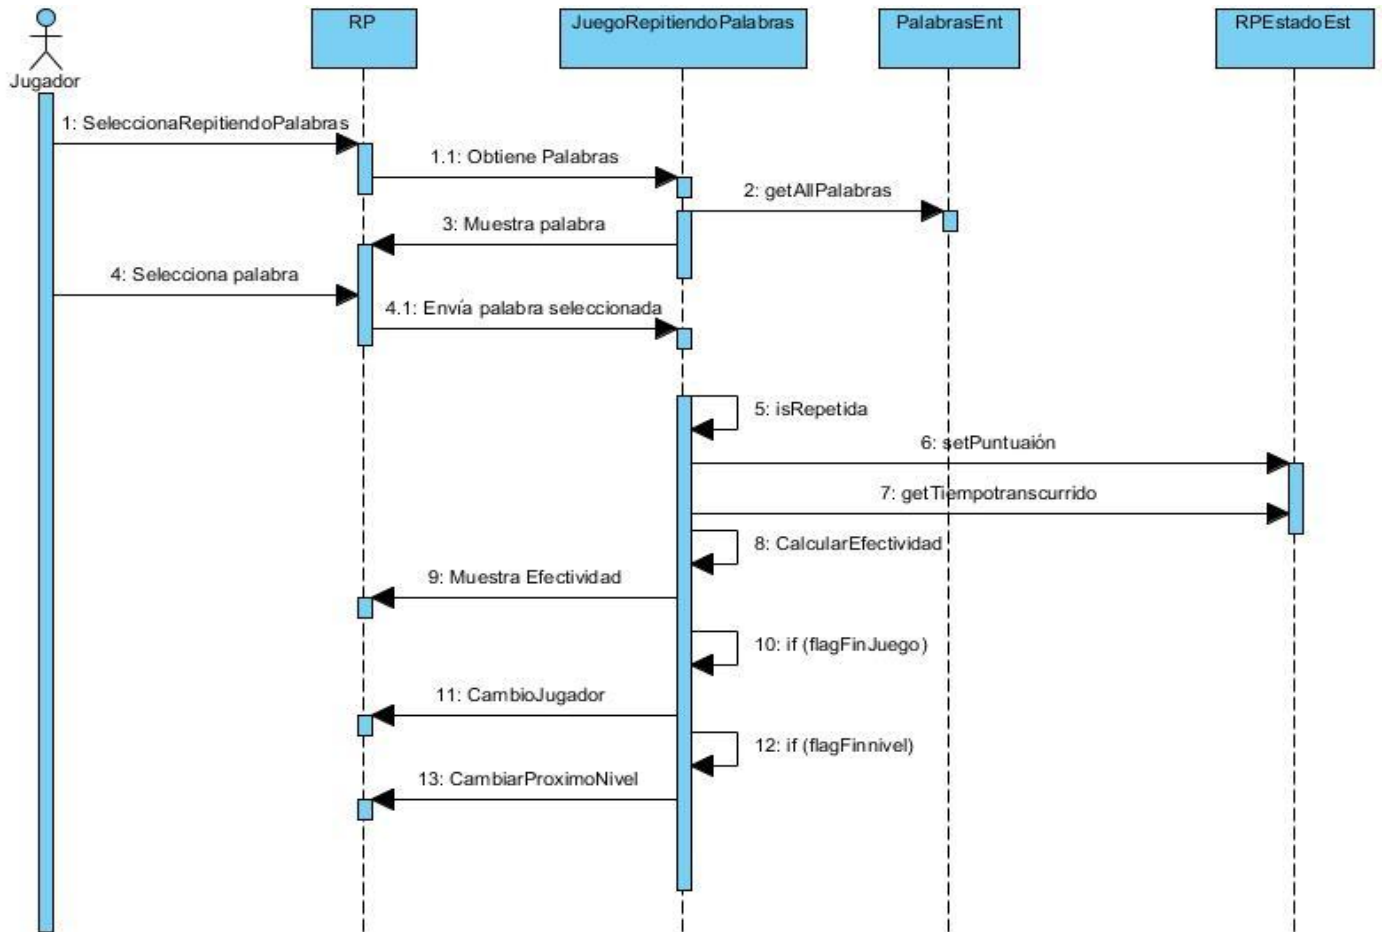 RP
JuegoRepitiendoPalabras
PalabrasEnt
RPEstadoEst
Jugador
1: SeleccionaRepitiendoPalabras
1.1: Obtiene Palabras
2: getAllPalabras
3: Muestra palabra
4: Selecciona palabra
4.1: Envía palabra seleccionada
5: isRepetida
6: setPuntuaión
7: getTiempotranscurrido
8: CalcularEfectividad
9: Muestra Efectividad
10: if (flagFinJuego)
11: CambioJugador
12: if (flagFinnivel)
13: CambiarProximoNivel